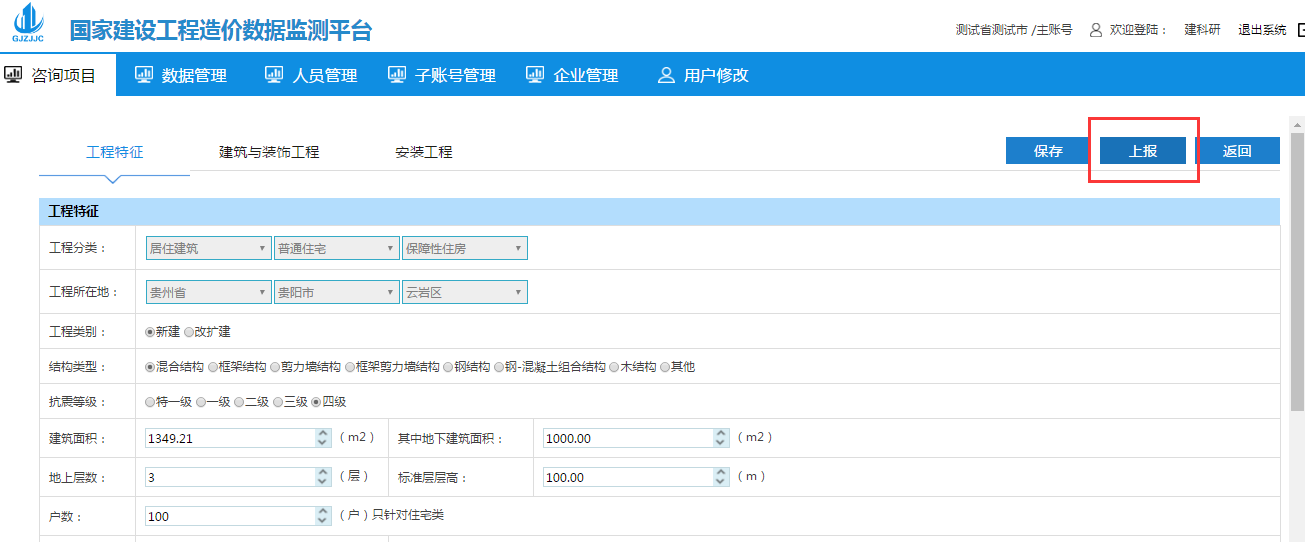 GJZJJC
国家建设工程造价数据监测平台
测试省测试市 /主账号 欢迎登陆： 建科研 退出系统
咨询项目 数据管理 人员管理 子账号管理 企业管理 用户修改
工程特征 建筑与装饰工程 安装工程 保存 上报 返回
工程特征
工程分类： 居住建筑 普通住宅 保障性住房
工程所在地： 贵州省 贵阳市 云岩区
工程类别： 新建 改扩建
结构类型： 混合结构 框架结构 剪力墙结构 框架剪力墙结构 钢结构 钢-混凝土组合结构 木结构 其他
抗震等级： 特一级 一级 二级 三级 四级
建筑面积： 1349.21 （m2） 其中地下建筑面积： 1000.00 （m2）
地上层数： 3 （层） 标准层层高： 100.00 （m）
户数： 100 （户）只针对住宅类